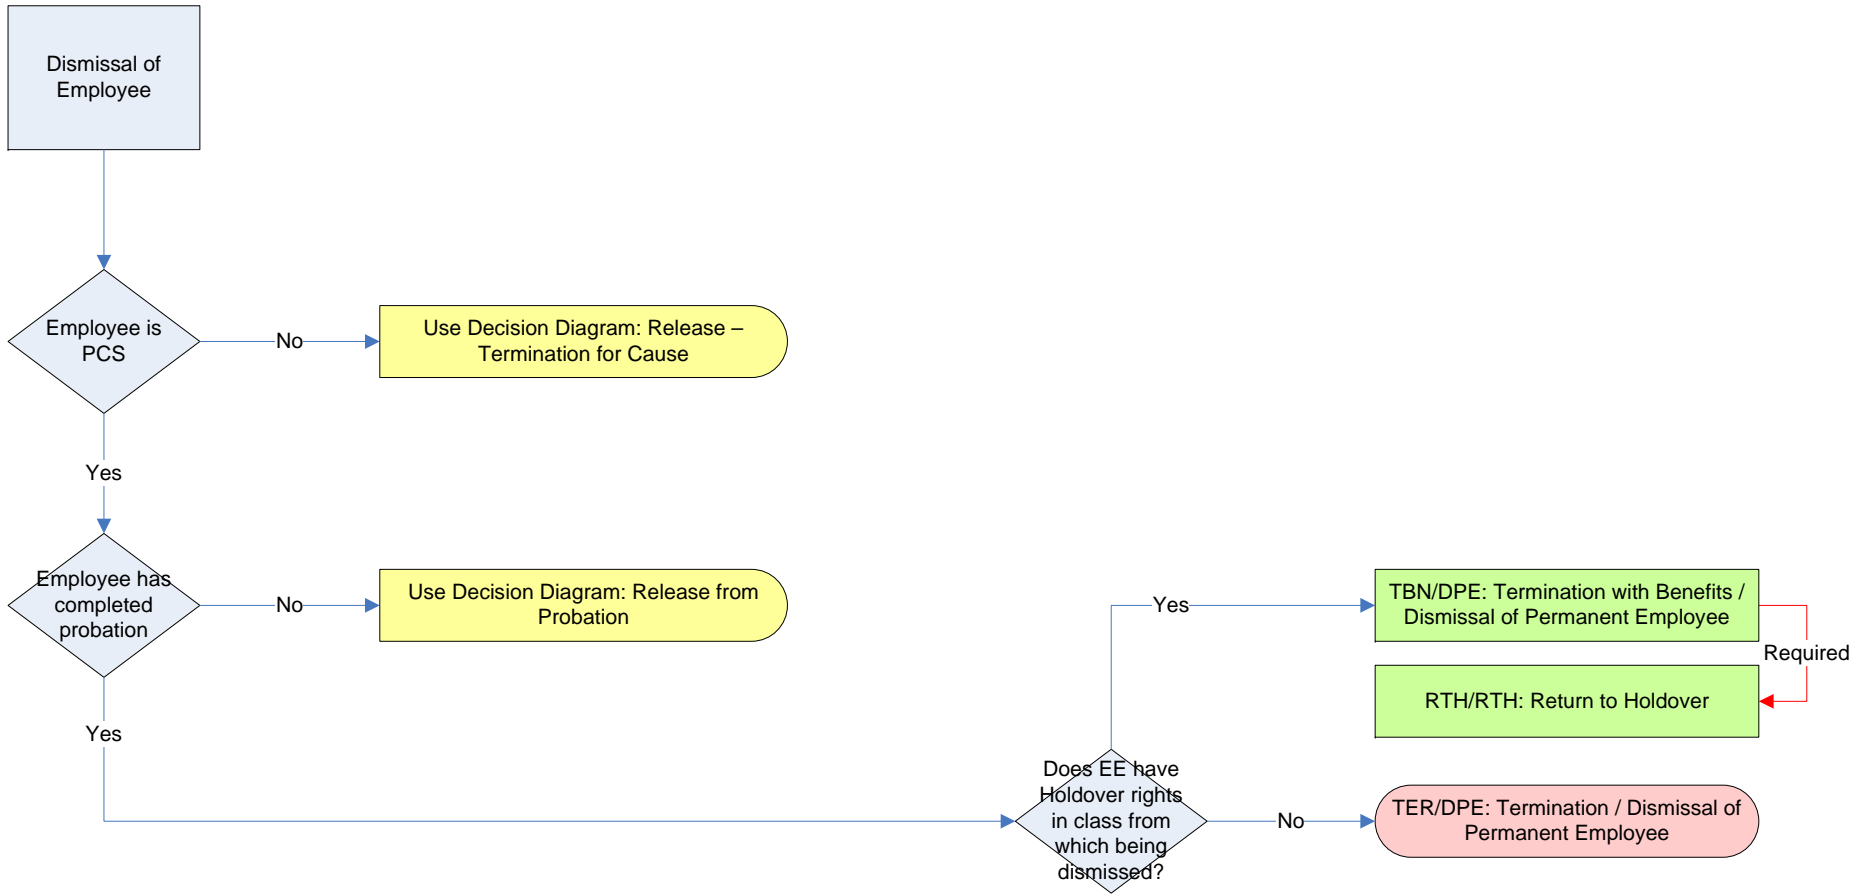 Dismissal of
Employee
Employee is
PCS
No
Use Decision Diagram: Release –
Termination for Cause
Yes
Employee has
completed
probation
No
Use Decision Diagram: Release from
Probation
Yes
TBN/DPE: Termination with Benefits /
Dismissal of Permanent Employee
Required
RTH/RTH: Return to Holdover
Yes
Does EE have
Holdover rights
in class from
which being
dismissed?
No
TER/DPE: Termination / Dismissal of
Permanent Employee